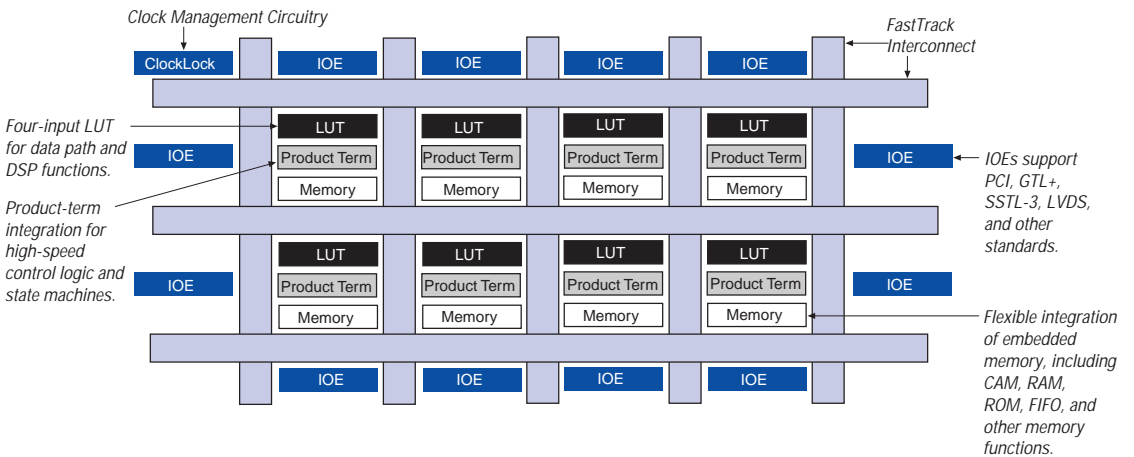 Clock Management Circuitry
FastTrack
Interconnect
ClockLock
IOE
IOE
IOE
IOE
Four-input LUT
for data path and
DSP functions.
LUT
LUT
LUT
LUT
IOE
Product Term
Product Term
Product Term
Product Term
IOE
Memory
Memory
Memory
Memory
IOEs support
PCI, GTL+,
SSTL-3, LVDS,
and other
standards.
Product-term
integration for
high-speed
control logic and
state machines.
LUT
LUT
LUT
LUT
IOE
Product Term
Product Term
Product Term
Product Term
IOE
Memory
Memory
Memory
Memory
Flexible integration
of embedded
memory, including
CAM, RAM,
ROM, FIFO, and
other memory
functions.
IOE
IOE
IOE
IOE